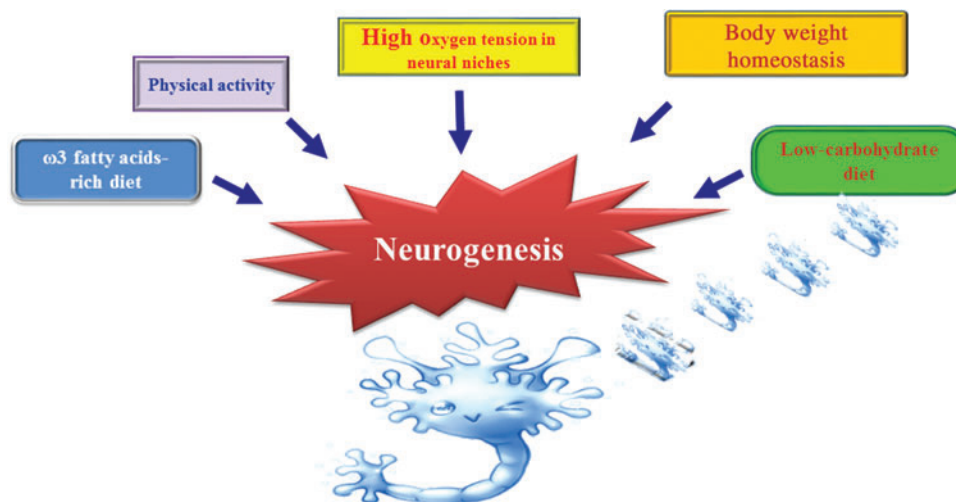 High oxygen tension in
neural niches
Body weight
homeostasis
Physical activity
ω3 fatty acids-
rich diet
Low-carbohydrate
diet
Neurogenesis